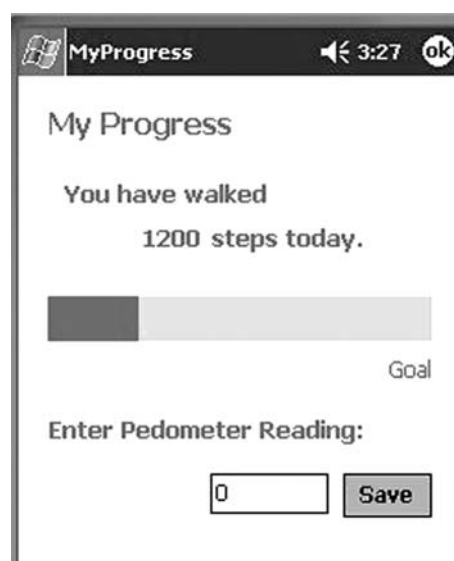 MyProgress 3:27 ok
My Progress
You have walked
1200 steps today.
Goal
Enter Pedometer Reading:
0 Save